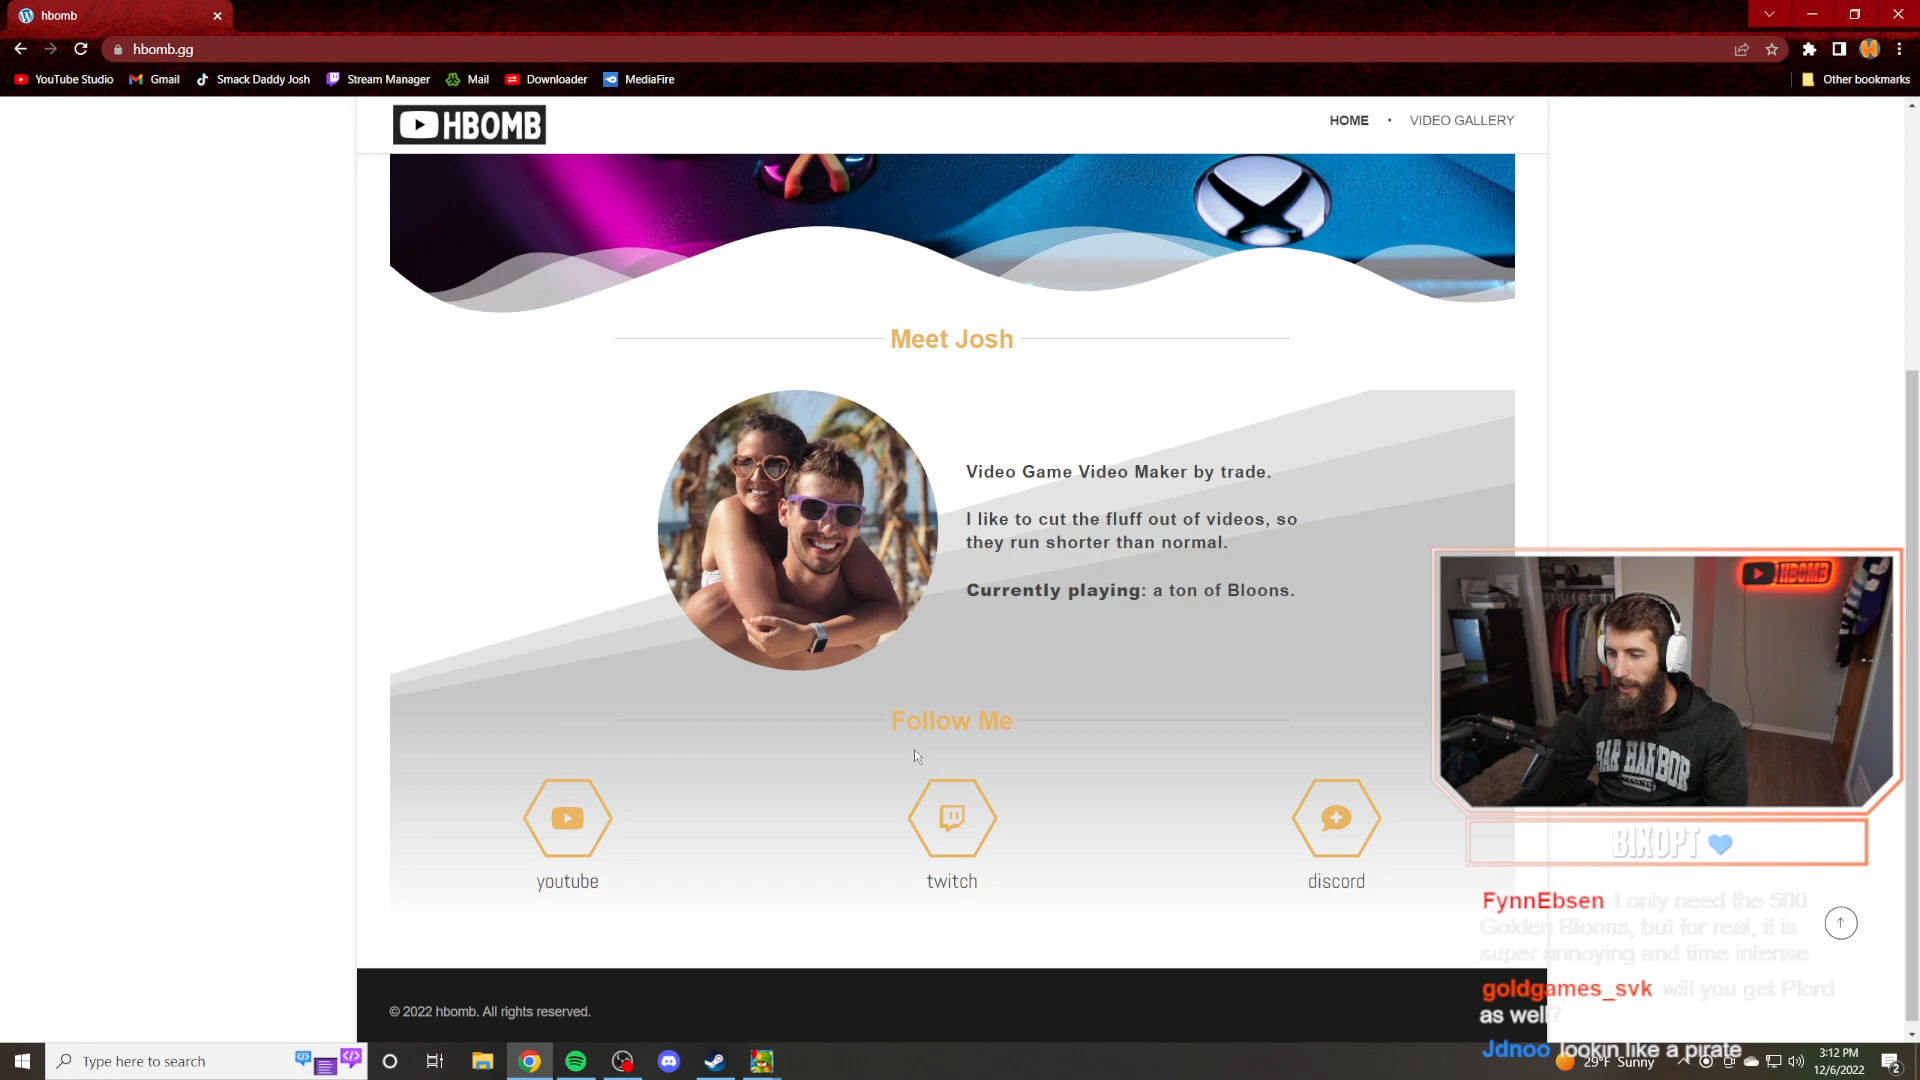 hbomb
hbomb.gg
YouTube Studio Gmail Smack Daddy Josh Stream Manager Mail Downloader MediaFire Other bookmarks
HBOMB
HOME • VIDEO GALLERY
Meet Josh
Video Game Video Maker by trade.
I like to cut the fluff out of videos, so
they run shorter than normal.
Currently playing: a ton of Bloons.
HBOMB
BAR HARBOR
Follow Me
youtube twitch discord
BIXOPT
FynnEbsen I only need the 500
Golden Bloons, but for real, it is
super annoying and time intense
goldgames_svk will you get Plord
as well?
Jdnoo lookin like a pirate
© 2022 hbomb. All rights reserved.
Type here to search
29°F Sunny
3:12 PM
12/6/2022
2